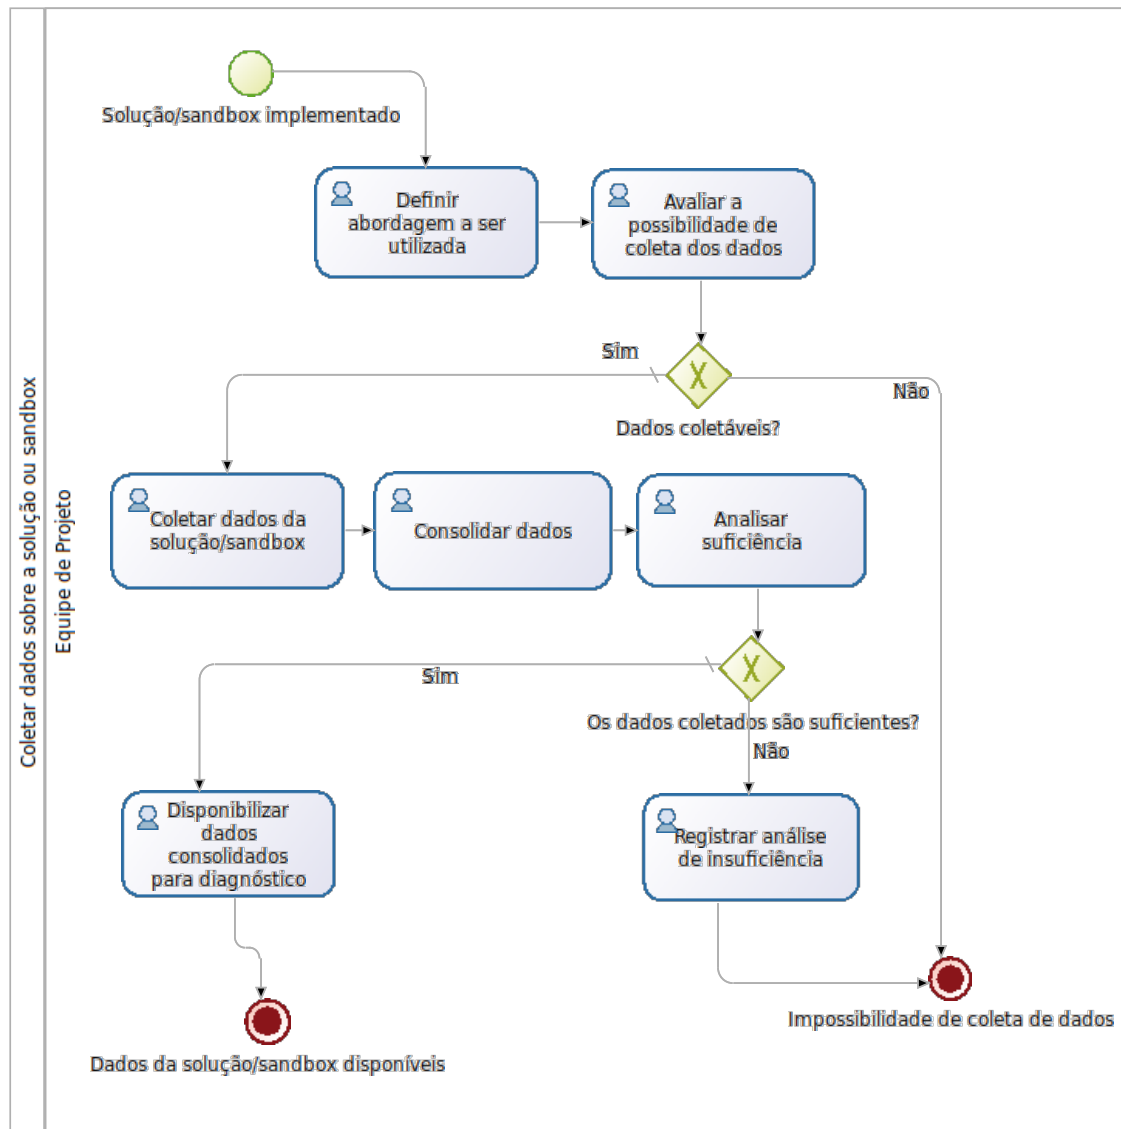 Coletar dados sobre a solução ou sandbox
Equipe de Projeto
Solução/sandbox implementado
Definir
abordagem a ser
utilizada
Avaliar a
possibilidade de
coleta dos dados
Sim
Não
Dados coletáveis?
Coletar dados da
solução/sandbox
Consolidar dados
Analisar
suficiência
Sim
Os dados coletados são suficientes?
Não
Disponibilizar
dados
consolidados
para diagnóstico
Registrar análise
de insuficiência
Impossibilidade de coleta de dados
Dados da solução/sandbox disponíveis